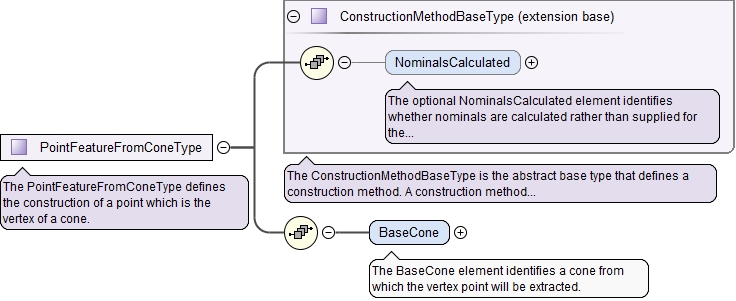 ConstructionMethodBaseType (extension base)
NominalsCalculated
The optional NominalsCalculated element identifies
whether nominals are calculated rather than supplied for
the...
PointFeatureFromConeType
The PointFeatureFromConeType defines
the construction of a point which is the
vertex of a cone.
The ConstructionMethodBaseType is the abstract base type that defines a
construction method. A construction method...
BaseCone
The BaseCone element identifies a cone from
which the vertex point will be extracted.